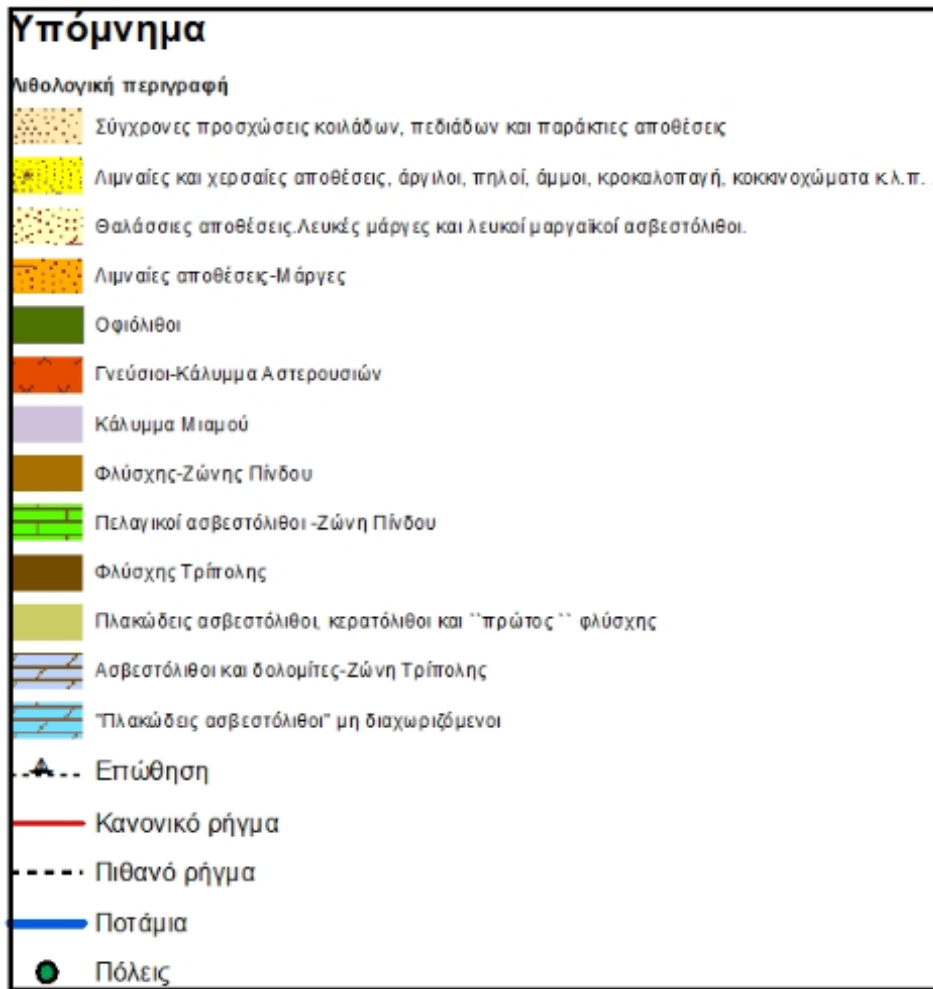 Υπόμνημα
Λιθολογική περιγραφή
Σύγχρονες προσχώσεις κοιλάδων, πεδιάδων και παράκτιες αποθέσεις
Λιμναίες και χερσαίες αποθέσεις, άργιλοι, πηλοί, άμμοι, κροκαλοπαγή, κοκκινοχώματα κ.λ.π. .
Θαλάσσιες αποθέσεις.Λευκές μάργες και λευκοί μαργαϊκοί ασβεστόλιθοι.
Λιμναίες αποθέσεις-Μάργες
Οφιόλιθοι
Γνεύσιοι-Κάλυμμα Αστερουσιών
Κάλυμμα Μιαμού
Φλύσχης-Ζώνης Πίνδου
Πελαγικοί ασβεστόλιθοι -Ζώνη Πίνδου
Φλύσχης Τρίπολης
Πλακώδεις ασβεστόλιθοι, κερατόλιθοι και ``πρώτος`` φλύσχης
Ασβεστόλιθοι και δολομίτες-Ζώνη Τρίπολης
"Πλακώδεις ασβεστόλιθοι" μη διαχωριζόμενοι
Επώθηση
Κανονικό ρήγμα
Πιθανό ρήγμα
Ποτάμια
Πόλεις